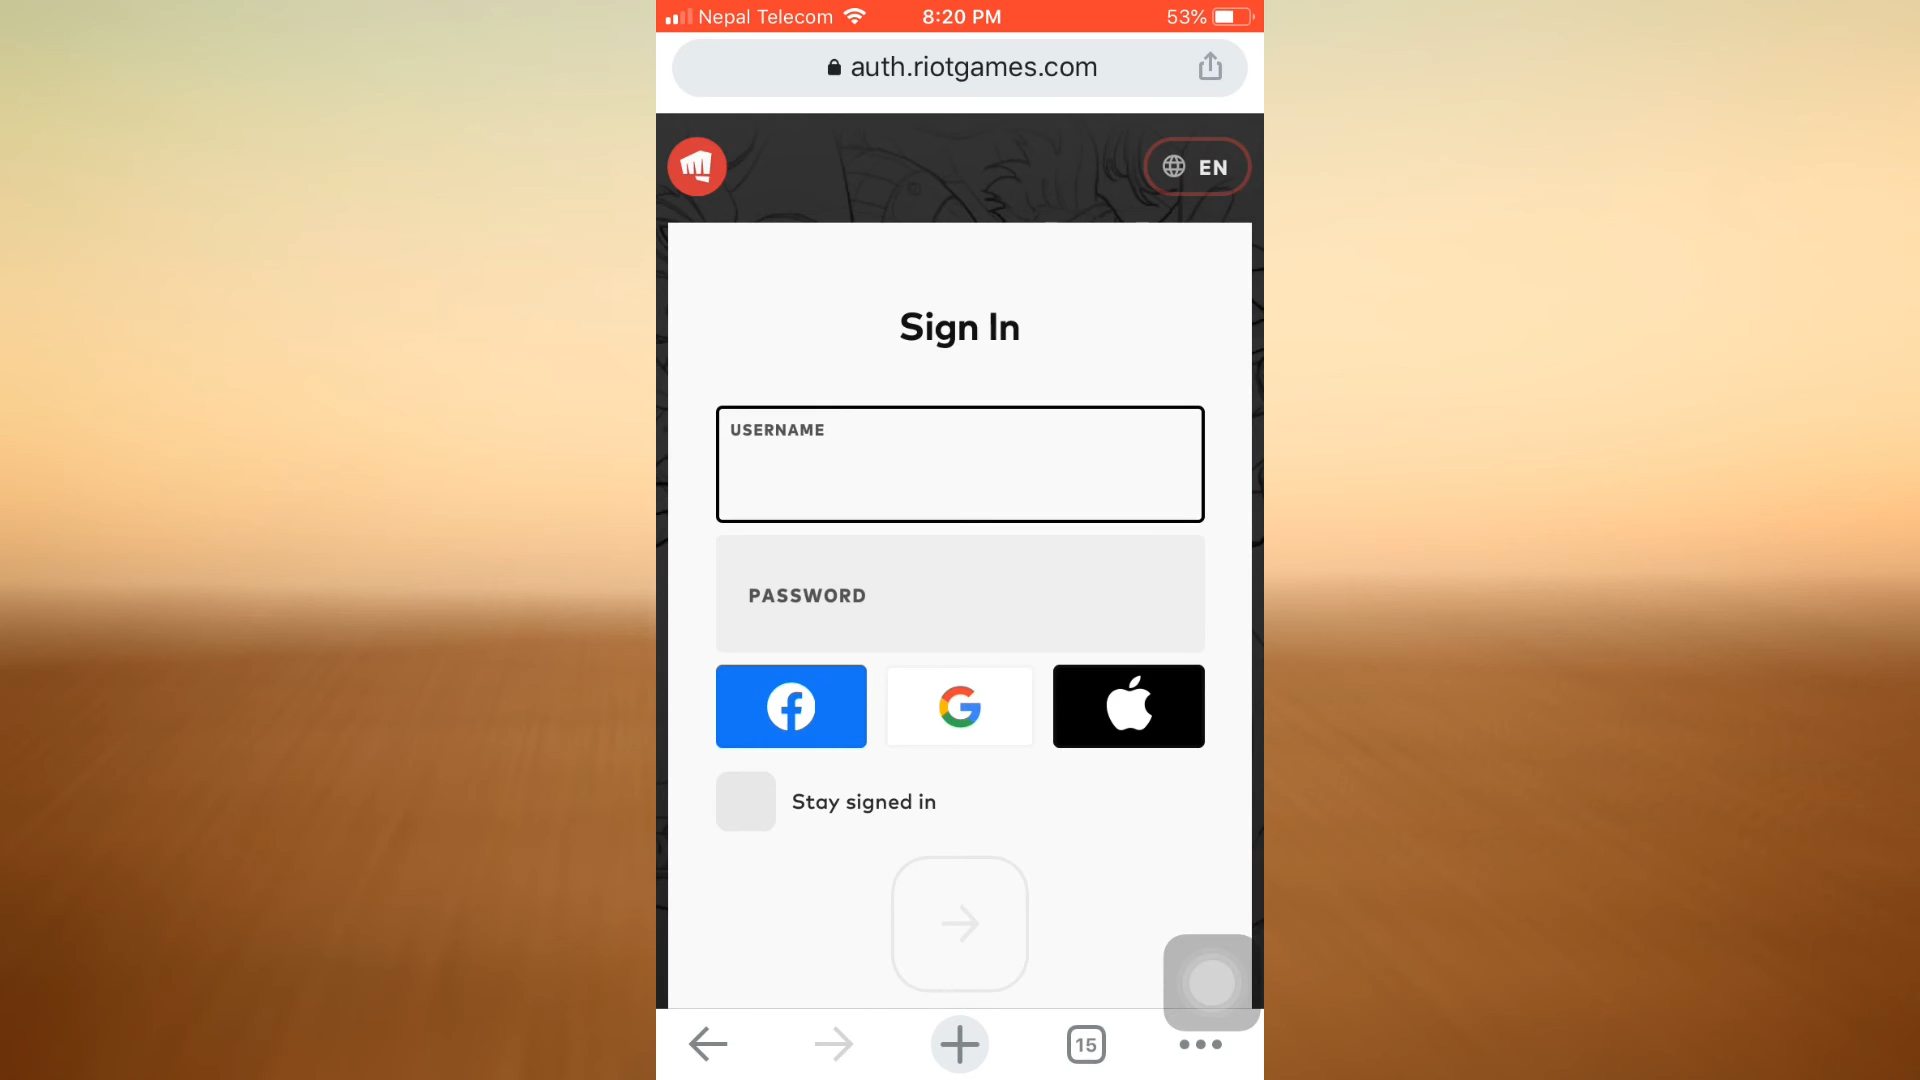 Nepal Telecom 8:20 PM 53%
auth.riotgames.com
EN
Sign In
USERNAME
PASSWORD
Stay signed in
15